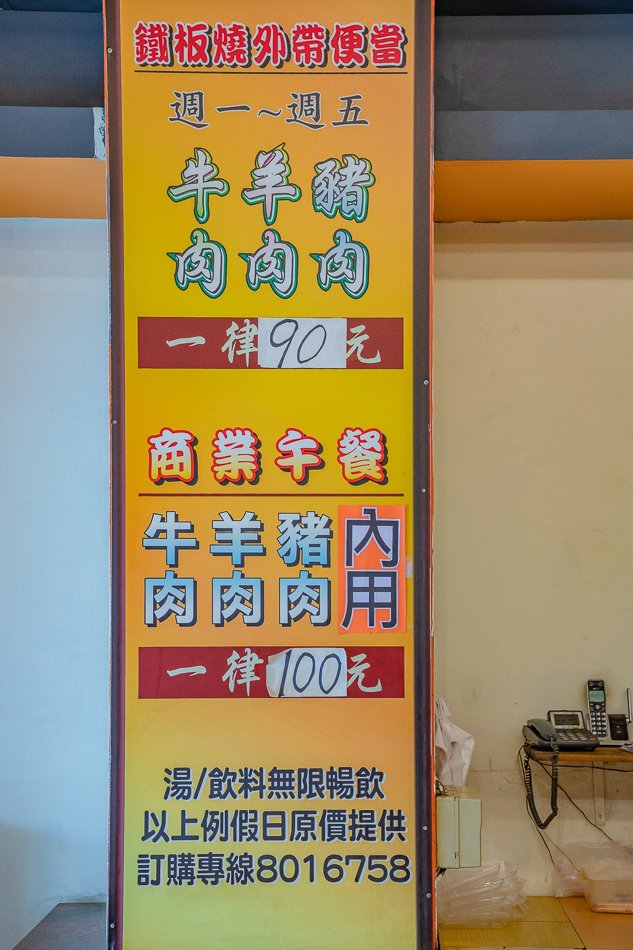 鐵板燒外帶便當
週一~週五
牛羊豬
肉肉肉
一律90元
商業午餐
牛羊豬內
肉肉肉用
一律100元
湯/飲料無限暢飲
以上例假日原價提供
訂購專線8016758